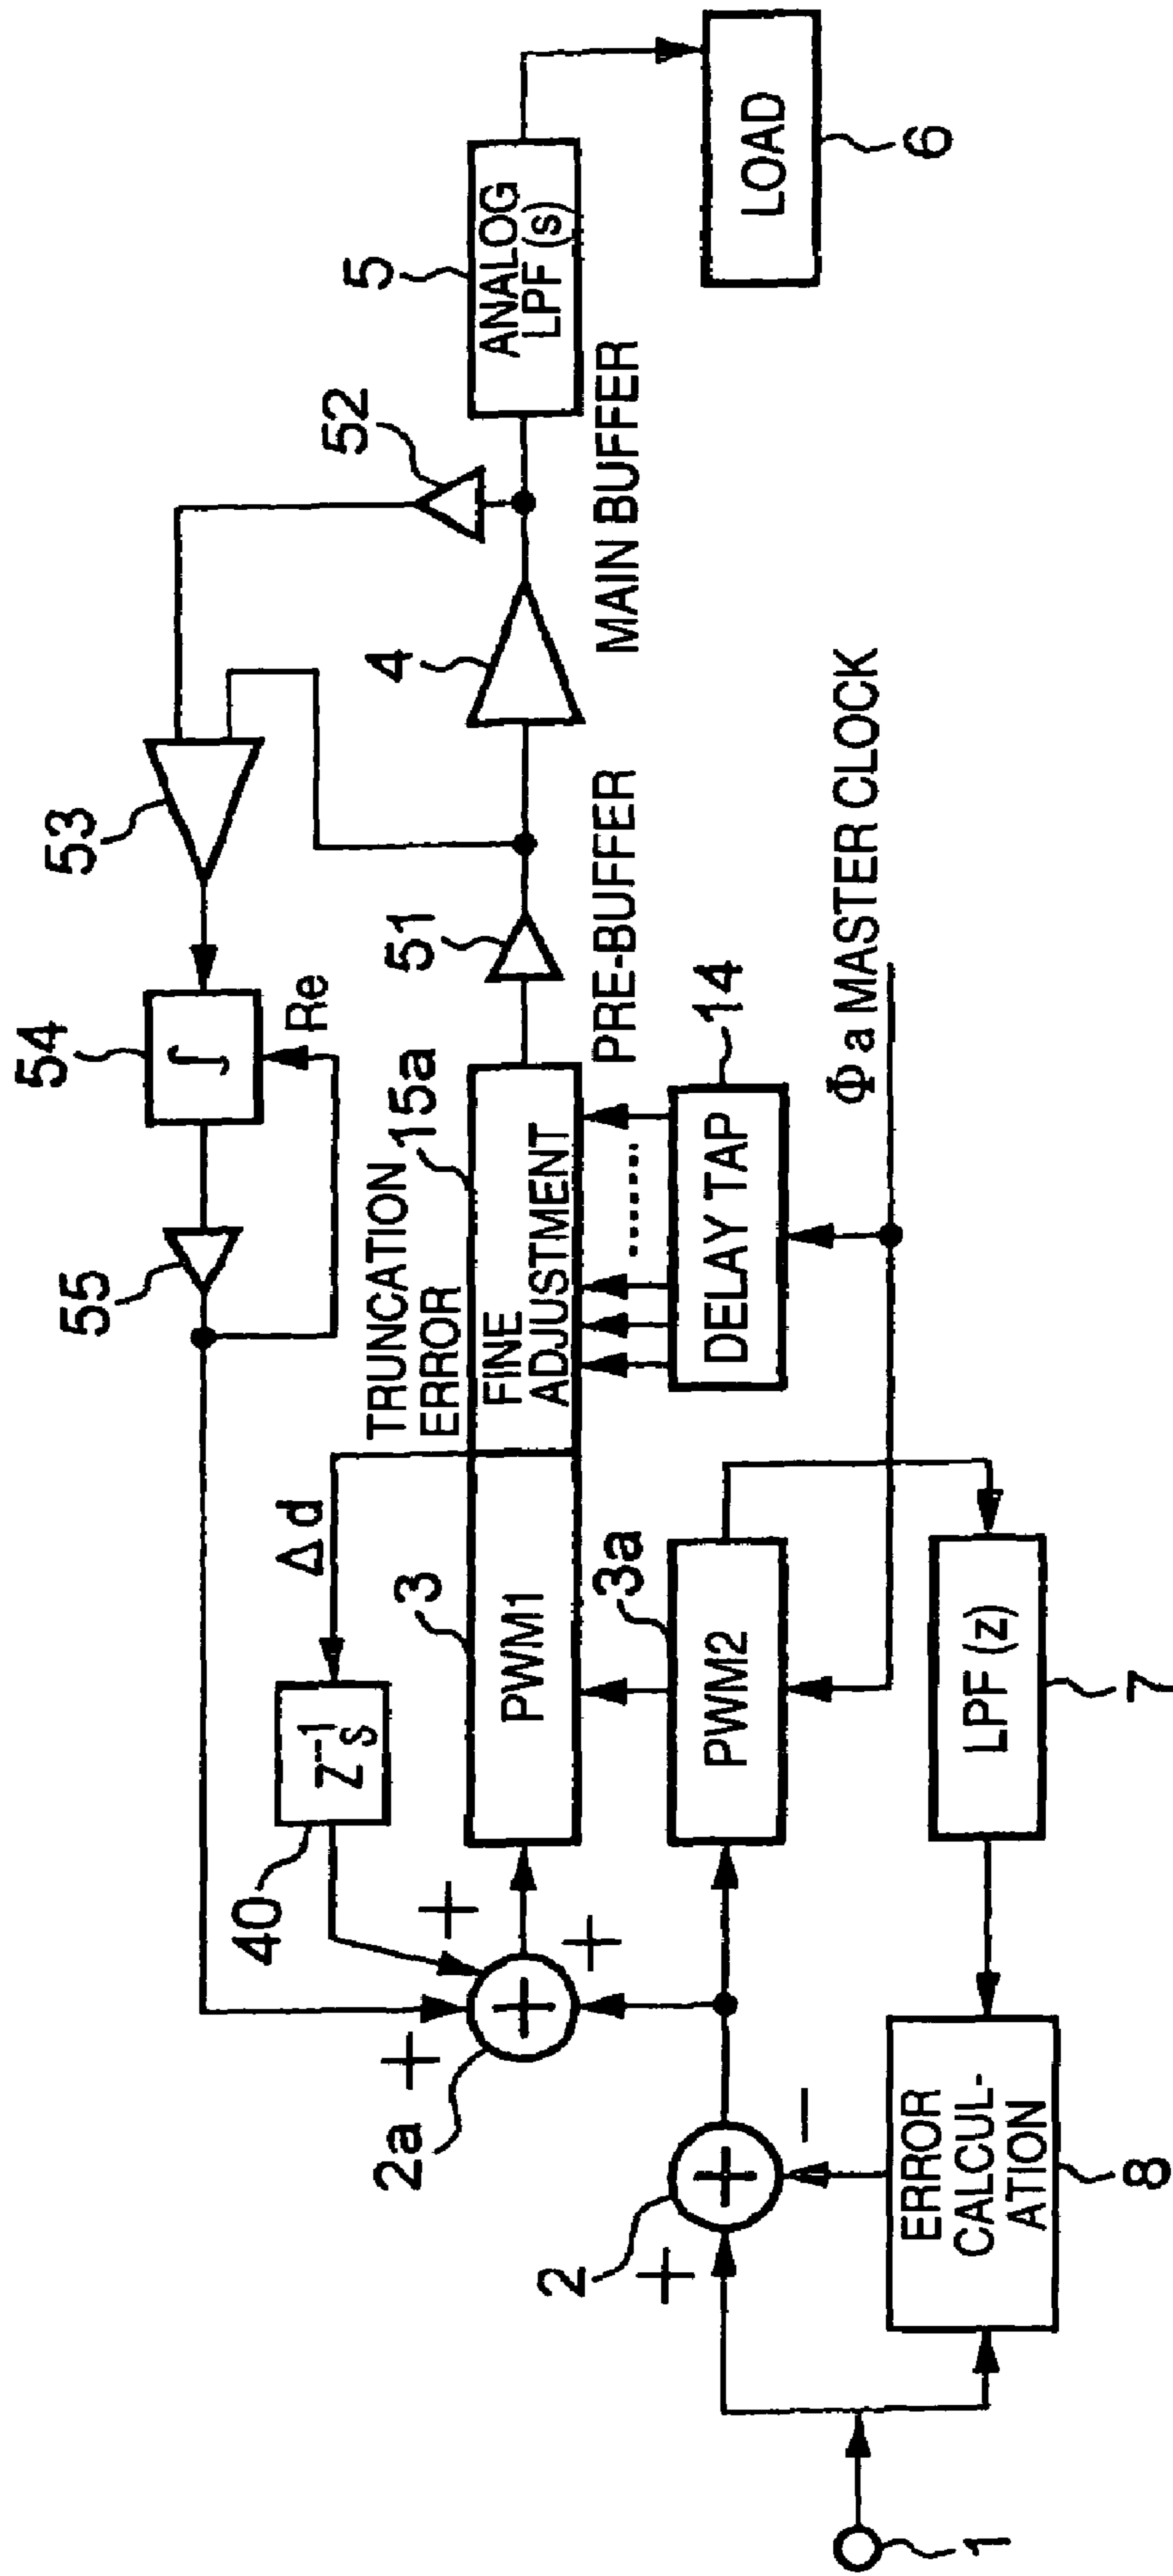 54
∫
Re
53
52
55
TRUNCATION
ERROR
15a
51
4
5
ANALOG
LPF (s)
LOAD
6
Δd
Z⁻¹s
40
3
PWM1
FINE
ADJUSTMENT
PRE-BUFFER
MAIN BUFFER
2a
+
+
+
+
3a
PWM2
DELAY TAP
14
Φa MASTER CLOCK
2
+
+
−
1
ERROR
CALCUL-
ATION
8
LPF (z)
7